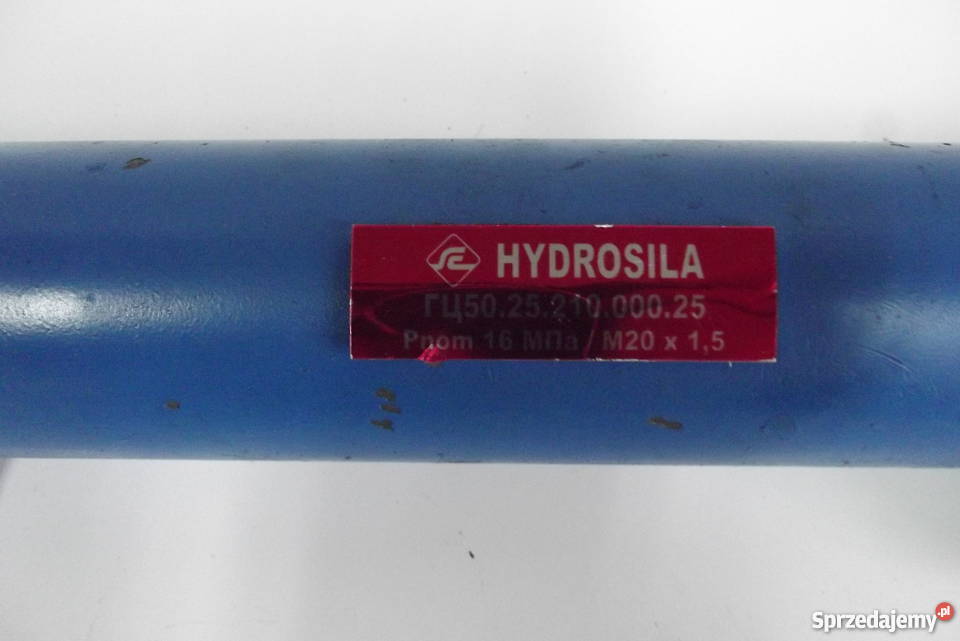 HYDROSILA
ГЦ50.25.210.000.25
Pnom 16 МПа / M20 x 1,5
Sprzedajemy.pl